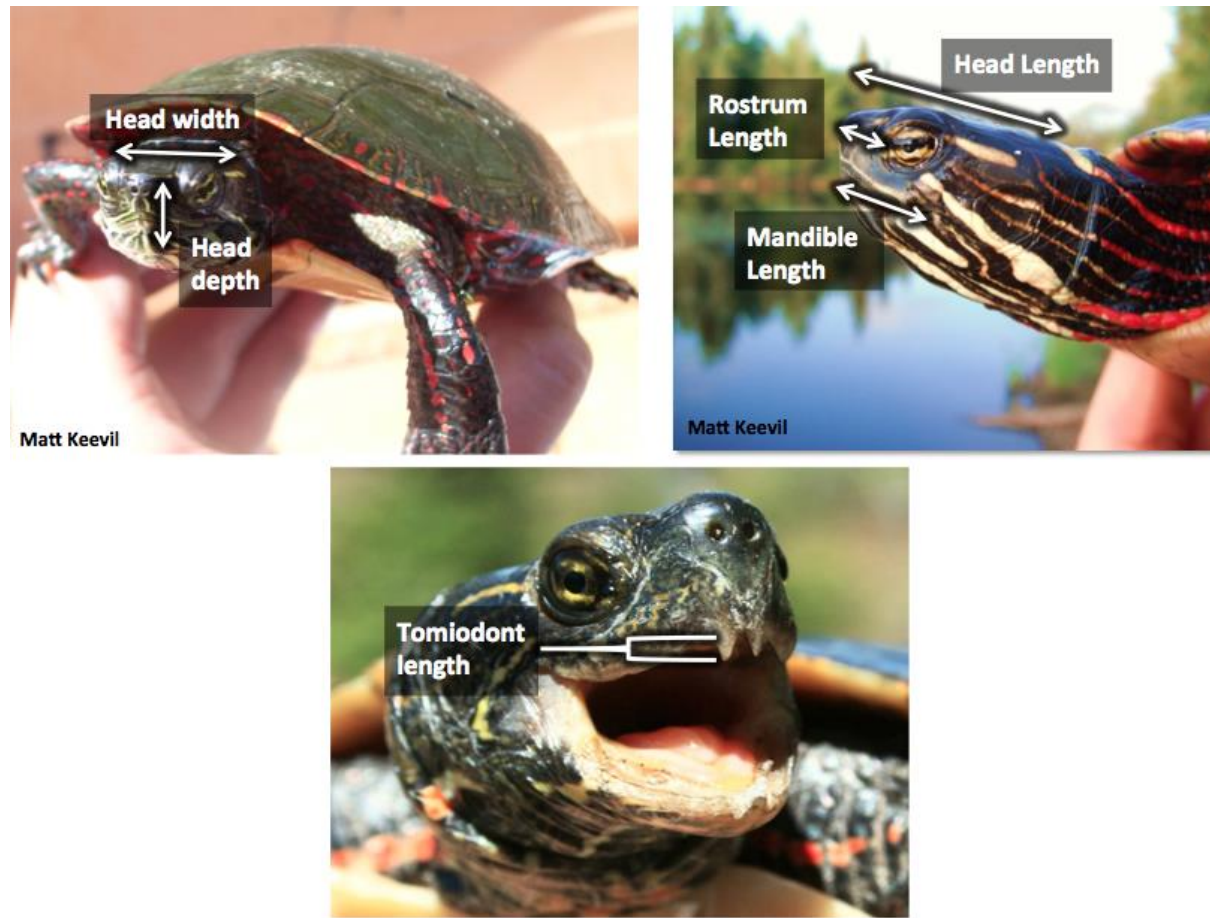 Head width
Head
depth
Matt Keevil
Head Length
Rostrum
Length
Mandible
Length
Matt Keevil
Tomiodont
length